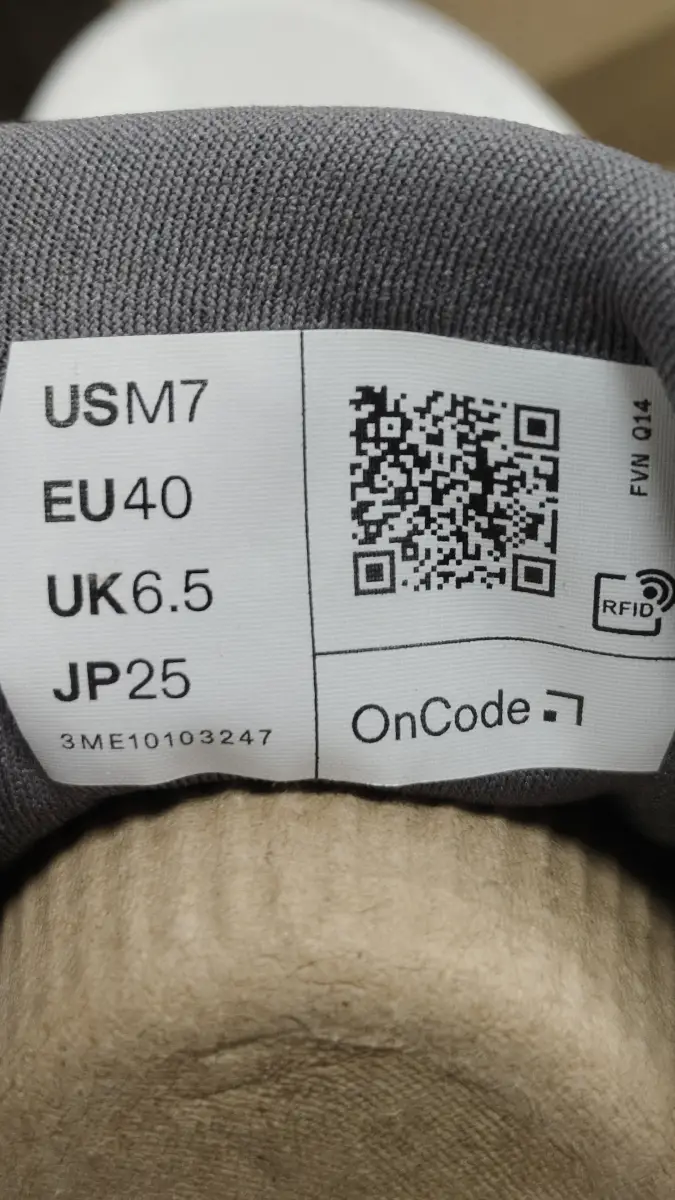 USM7
EU40
UK6.5
JP25
3ME10103247
FVN Q14
RFID
OnCode